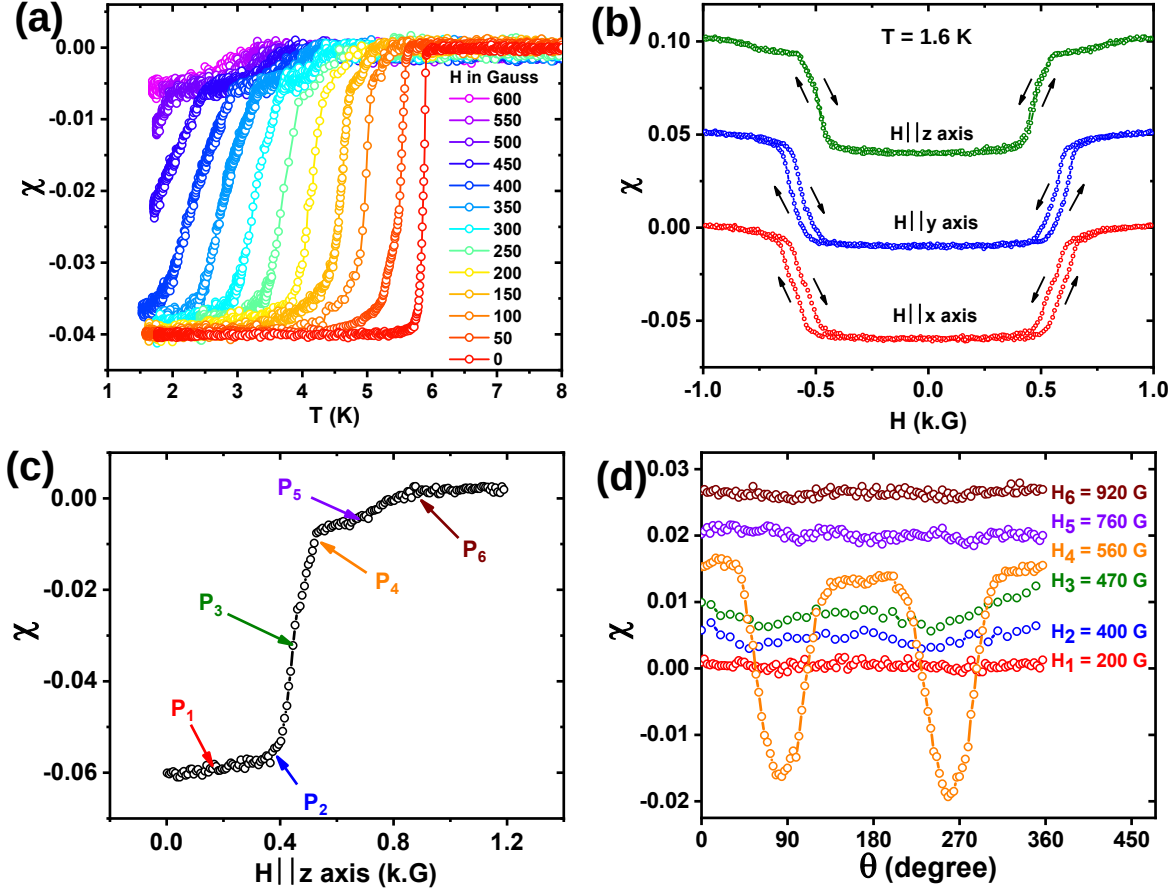 (a)
χ
0.00
-0.01
-0.02
-0.03
-0.04
H in Gauss
600
550
500
450
400
350
300
250
200
150
100
50
0
1 2 3 4 5 6 7 8
T (K)
(b)
χ
0.10
0.05
0.00
-0.05
T = 1.6 K
H||z axis
H||y axis
H||x axis
-1.0 -0.5 0.0 0.5 1.0
H (k.G)
(c)
χ
0.00
-0.02
-0.04
-0.06
P5
P6
P4
P3
P1
P2
0.0 0.4 0.8 1.2
H||z axis (k.G)
(d)
χ
0.03
0.02
0.01
0.00
-0.01
-0.02
H6 = 920 G
H5 = 760 G
H4 = 560 G
H3 = 470 G
H2 = 400 G
H1 = 200 G
0 90 180 270 360 450
θ (degree)